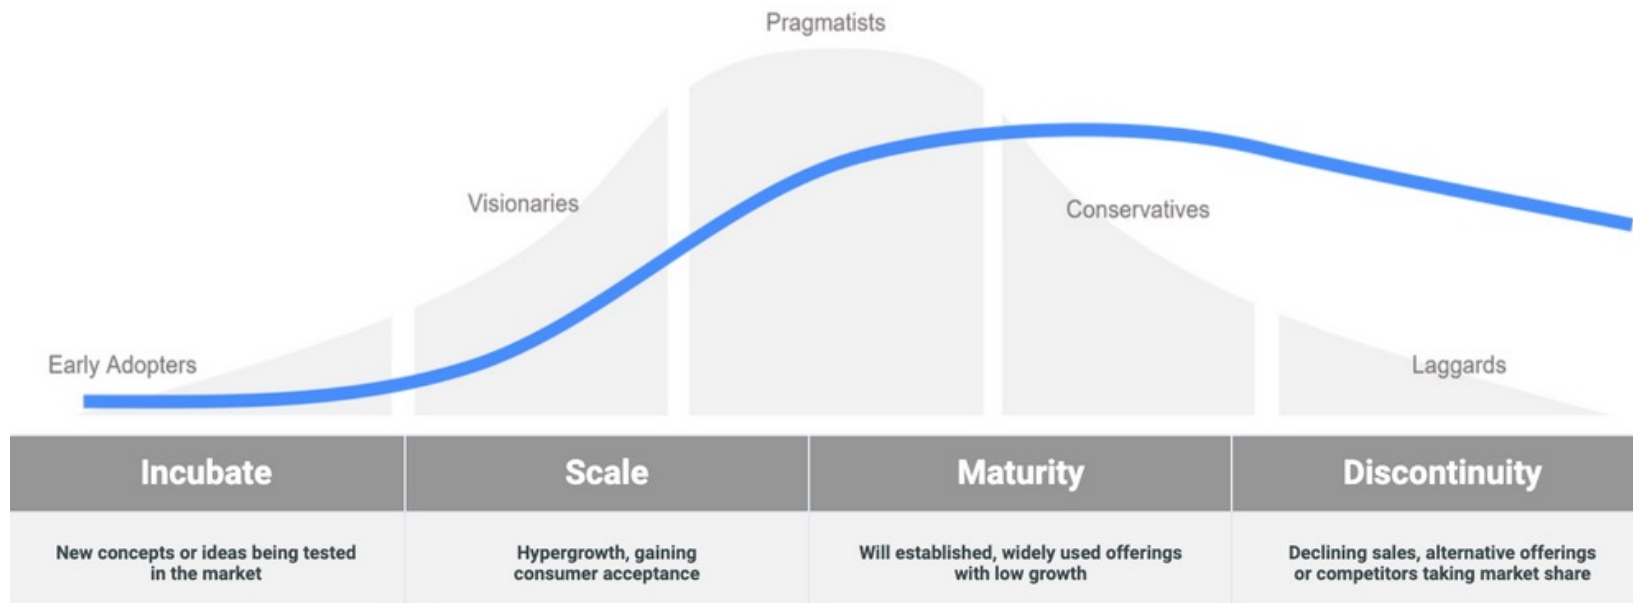 Pragmatists
Visionaries
Conservatives
Early Adopters
Laggards
Incubate
Scale
Maturity
Discontinuity
New concepts or ideas being tested
in the market
Hypergrowth, gaining
consumer acceptance
Will established, widely used offerings
with low growth
Declining sales, alternative offerings
or competitors taking market share